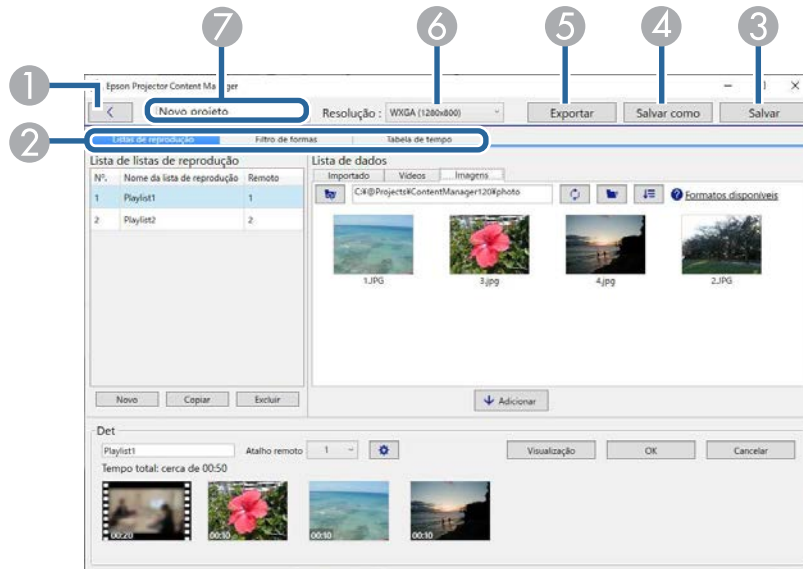 7 6 5 4 3
1 Epson Projector Content Ma ger
Novo projeto Resolução : WXGA (1280x800) Exportar Salvar como Salvar
2 Listas de reprodução Filtro de formas Tabela de tempo
Lista de listas de reprodução Lista de dados
Nº. Nome da lista de reprodução Remoto Importado Vídeos Imagens
C:¥@Projects¥ContentManager120¥photo Formatos disponíveis
1 Playlist1 1
2 Playlist2 2
1.JPG 3.jpg 4.jpg 2.JPG
Novo Copiar Excluir Adicionar
Det
Playlist1 Atalho remoto 1 Visualização OK Cancelar
Tempo total: cerca de 00:50
00:20 00:10 00:10 00:10